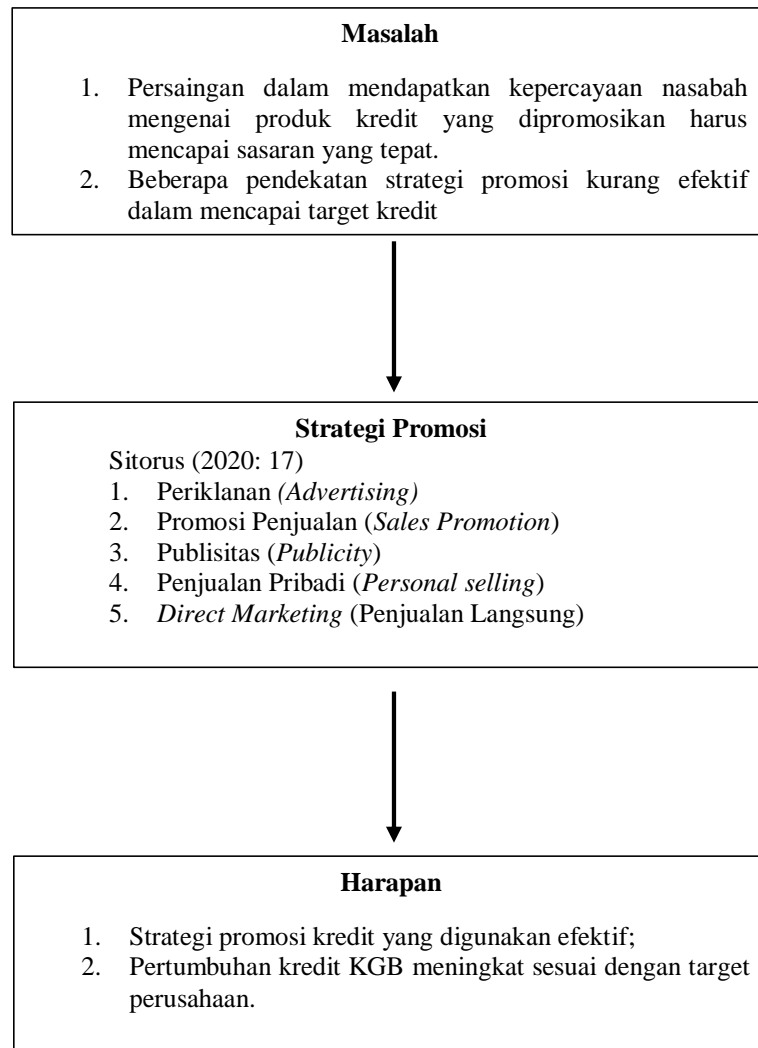 Masalah
1. Persaingan dalam mendapatkan kepercayaan nasabah
mengenai produk kredit yang dipromosikan harus
mencapai sasaran yang tepat.
2. Beberapa pendekatan strategi promosi kurang efektif
dalam mencapai target kredit
Strategi Promosi
Sitorus (2020: 17)
1. Periklanan (Advertising)
2. Promosi Penjualan (Sales Promotion)
3. Publisitas (Publicity)
4. Penjualan Pribadi (Personal selling)
5. Direct Marketing (Penjualan Langsung)
Harapan
1. Strategi promosi kredit yang digunakan efektif;
2. Pertumbuhan kredit KGB meningkat sesuai dengan target
perusahaan.